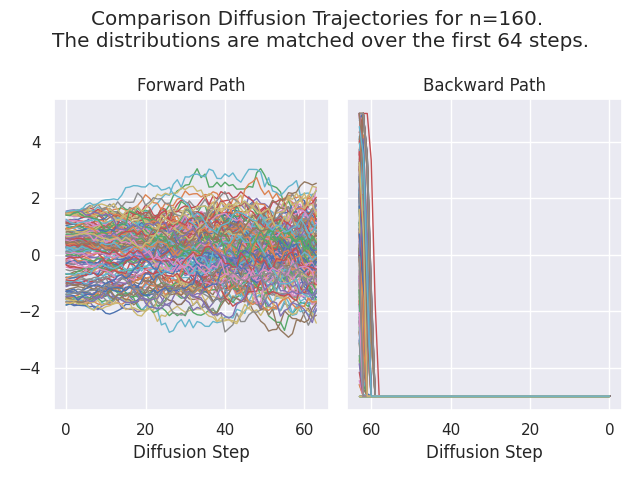 Comparison Diffusion Trajectories for n=160.
The distributions are matched over the first 64 steps.
Forward Path
Backward Path
4
2
0
−2
−4
0 20 40 60
60 40 20 0
Diffusion Step
Diffusion Step